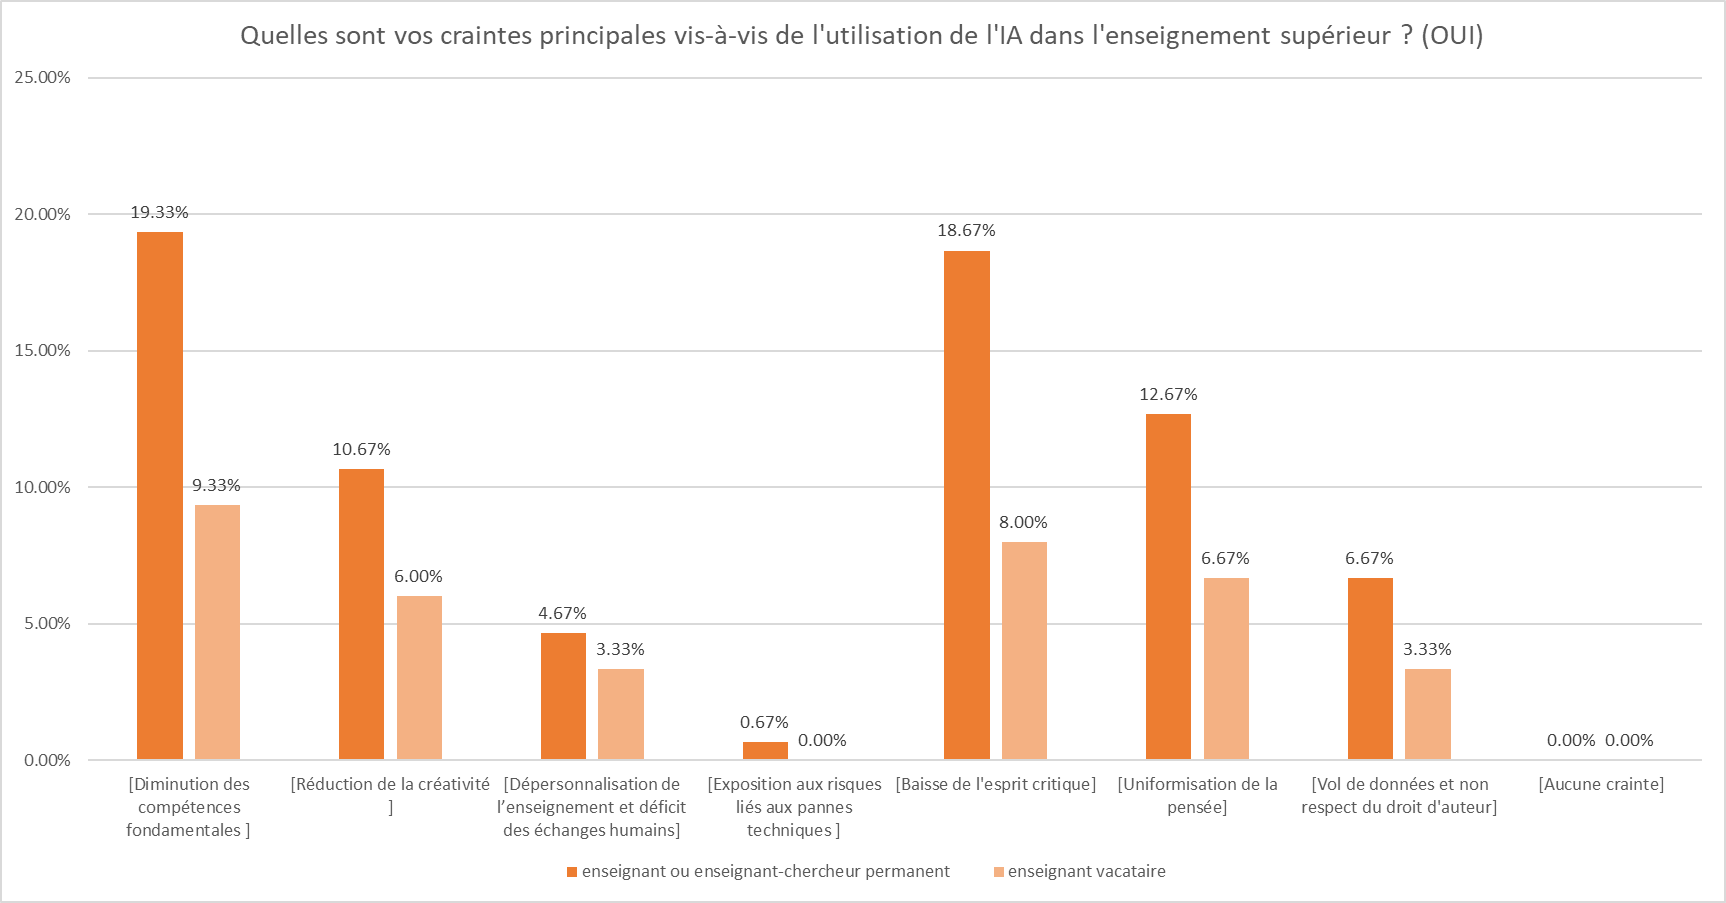 Quelles sont vos craintes principales vis-à-vis de l'utilisation de l'IA dans l'enseignement supérieur ? (OUI)
25.00%
20.00%
15.00%
10.00%
5.00%
0.00%
19.33%
9.33%
10.67%
6.00%
4.67%
3.33%
0.67%
0.00%
18.67%
8.00%
12.67%
6.67%
6.67%
3.33%
0.00%
0.00%
[Diminution des
compétences
fondamentales ]
[Réduction de la créativité
]
[Dépersonnalisation de
l’enseignement et déficit
des échanges humains]
[Exposition aux risques
liés aux pannes
techniques ]
[Baisse de l'esprit critique]
[Uniformisation de la
pensée]
[Vol de données et non
respect du droit d'auteur]
[Aucune crainte]
enseignant ou enseignant-chercheur permanent
enseignant vacataire